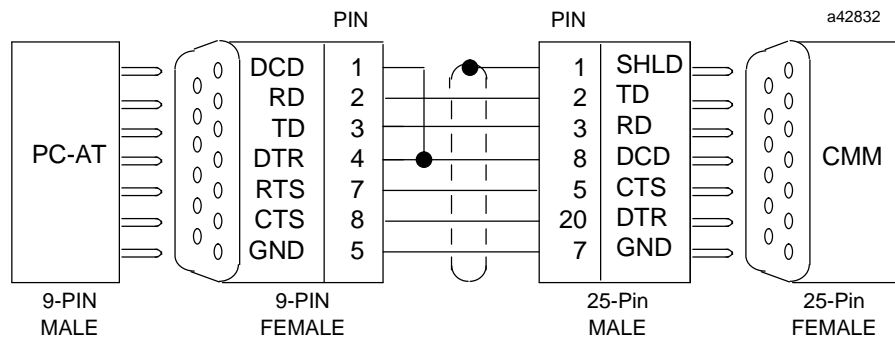 PIN PIN a42832
DCD 1 1 SHLD
RD 2 2 TD
TD 3 3 RD
PC-AT DTR 4 8 DCD CMM
RTS 7 5 CTS
CTS 8 20 DTR
GND 5 7 GND
9-PIN 9-PIN 25-Pin 25-Pin
MALE FEMALE MALE FEMALE